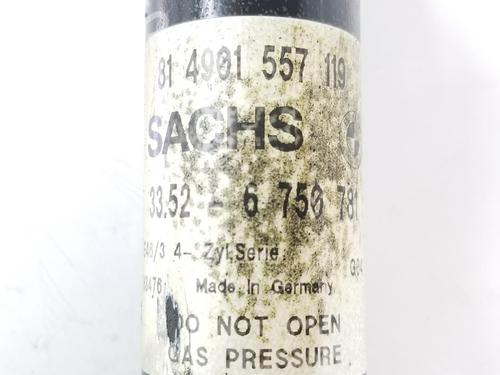 81 4901 557 119
SACHS
33.52 - 6 750 781
E46/3 4- Zyl.Serie
Made In Germany
DO NOT OPEN
GAS PRESSURE